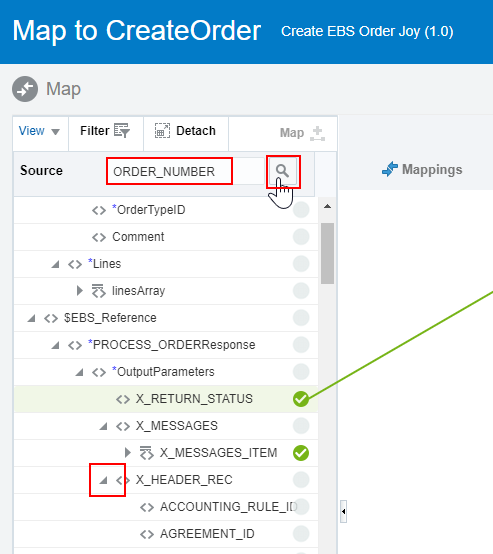 Map to CreateOrder Create EBS Order Joy (1.0)
Map
View Filter Detach Map
Source ORDER_NUMBER
Mappings
*OrderTypeID
Comment
*Lines
linesArray
$EBS_Reference
*PROCESS_ORDERResponse
*OutputParameters
X_RETURN_STATUS
X_MESSAGES
X_MESSAGES_ITEM
X_HEADER_REC
ACCOUNTING_RULE_ID
AGREEMENT_ID